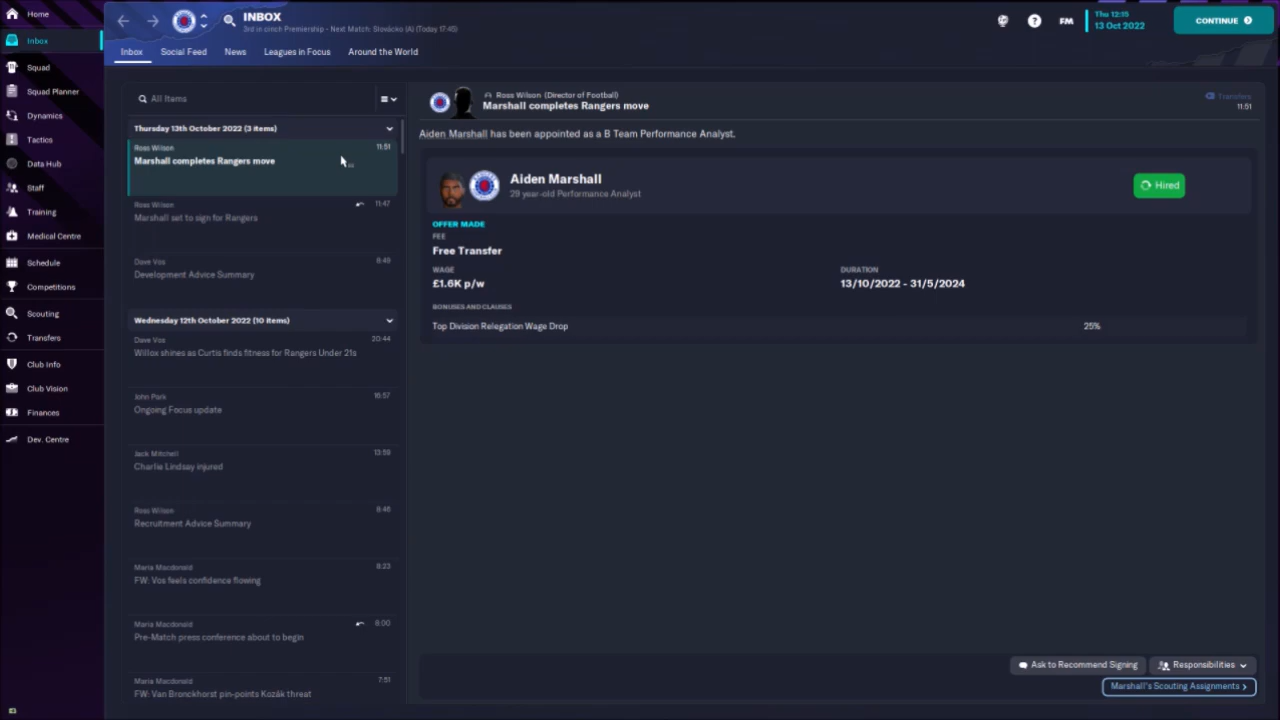 Home
Inbox
Squad
Squad Planner
Dynamics
Tactics
Data Hub
Staff
Training
Medical Centre
Schedule
Competitions
Scouting
Transfers
Club Info
Club Vision
Finances
Dev. Centre
INBOX
3rd in cinch Premiership - Next Match: Slovácko (A) (Today 17:45)
?
FM
Thu 12:15
13 Oct 2022
CONTINUE
Inbox
Social Feed
News
Leagues in Focus
Around the World
All Items
Thursday 13th October 2022 (3 items)
Ross Wilson 11:51
Marshall completes Rangers move
Ross Wilson 11:47
Marshall set to sign for Rangers
Dave Vos 8:49
Development Advice Summary
Wednesday 12th October 2022 (10 items)
Dave Vos 20:44
Willox shines as Curtis finds fitness for Rangers Under 21s
John Park 16:57
Ongoing Focus update
Jack Mitchell 13:59
Charlie Lindsay injured
Ross Wilson 8:46
Recruitment Advice Summary
Maria Macdonald 8:23
FW: Vos feels confidence flowing
Maria Macdonald 8:00
Pre-Match press conference about to begin
Maria Macdonald 7:51
FW: Van Bronckhorst pin-points Kozák threat
Ross Wilson (Director of Football)
Marshall completes Rangers move
Transfers
11:51
Aiden Marshall has been appointed as a B Team Performance Analyst.
Aiden Marshall
29 year-old Performance Analyst
Hired
OFFER MADE
FEE
Free Transfer
WAGE
£1.6K p/w
DURATION
13/10/2022 - 31/5/2024
BONUSES AND CLAUSES
Top Division Relegation Wage Drop 25%
Ask to Recommend Signing
Responsibilities
Marshall's Scouting Assignments